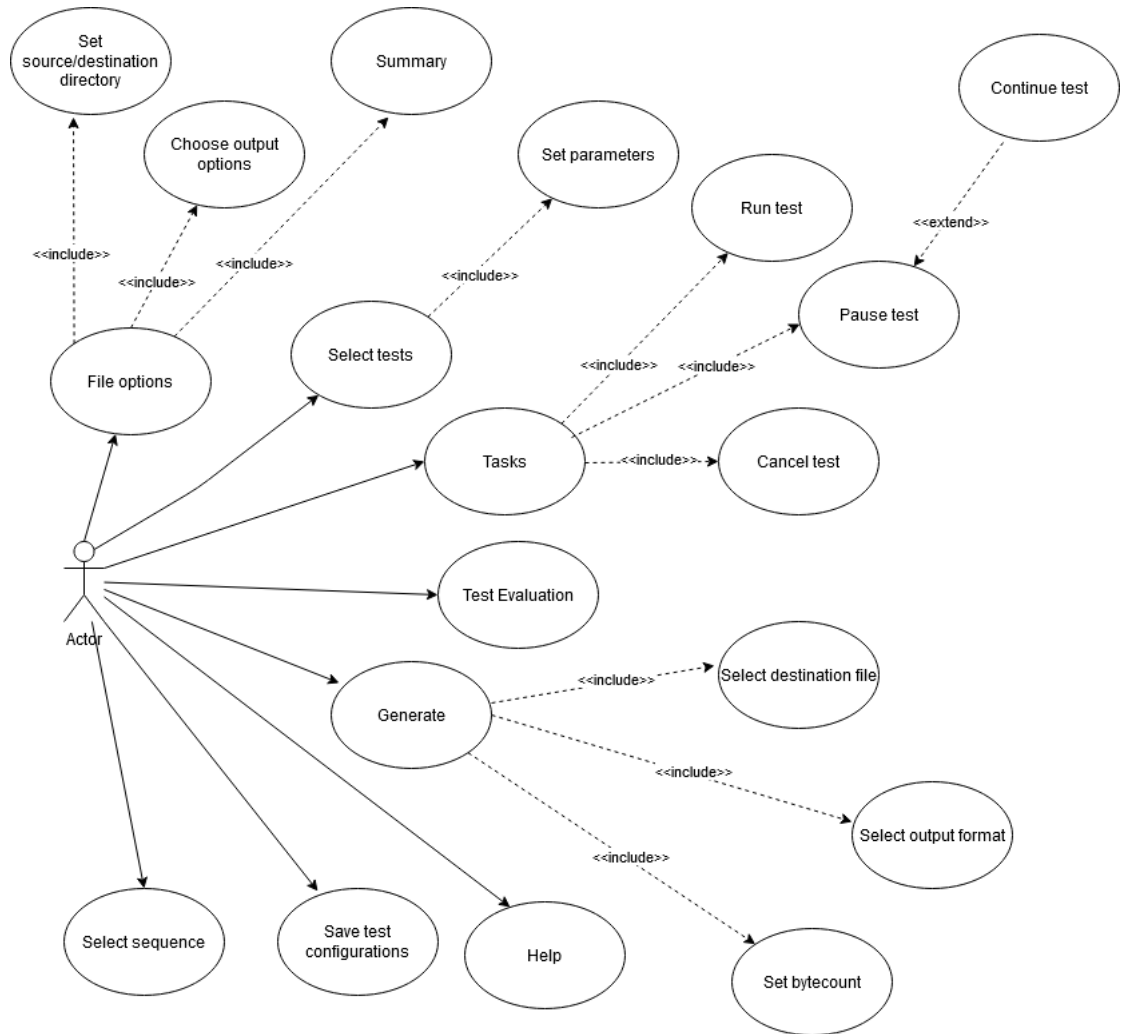 Set
source/destination
directory
Summary
Continue test
Choose output
options
Set parameters
Run test
<<include>>
<<include>>
<<include>>
<<include>>
<<extend>>
Pause test
Select tests
File options
<<include>>
<<include>>
Tasks
<<include>>
Cancel test
Test Evaluation
Actor
<<include>>
Select destination file
Generate
<<include>>
Select output format
<<include>>
Select sequence
Save test
configurations
Help
Set bytecount